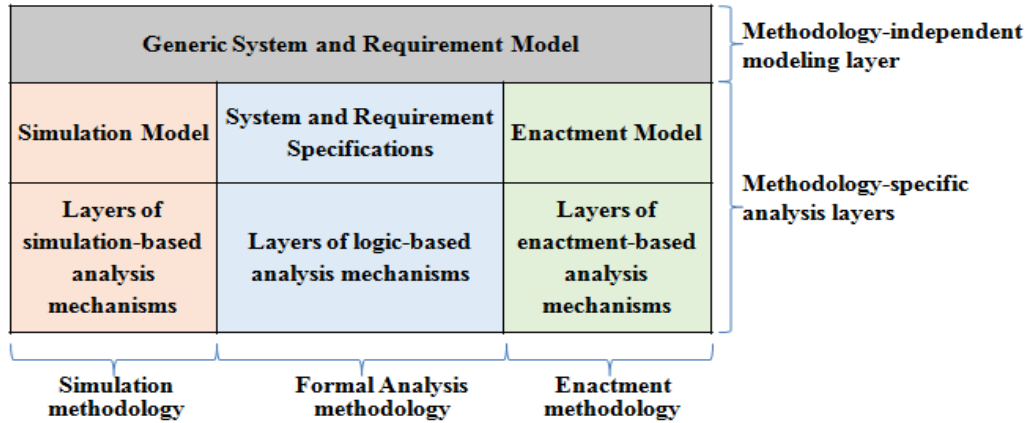 Generic System and Requirement Model
Methodology-independent
modeling layer
Simulation Model
System and Requirement
Specifications
Enactment Model
Methodology-specific
analysis layers
Layers of
simulation-based
analysis
mechanisms
Layers of logic-based
analysis mechanisms
Layers of
enactment-based
analysis
mechanisms
Simulation
methodology
Formal Analysis
methodology
Enactment
methodology